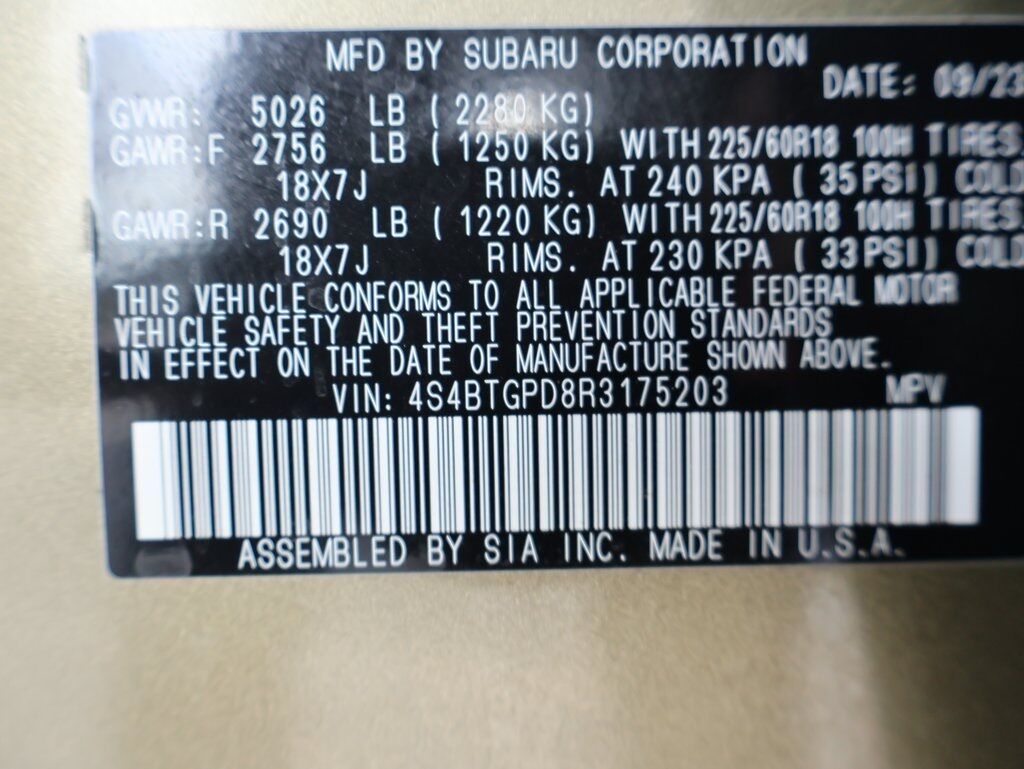 MFD BY SUBARU CORPORATION
DATE: 09/23
GVWR: 5026 LB ( 2280 KG)
GAWR:F 2756 LB ( 1250 KG) WITH 225/60R18 100H TIRES.
18X7J RIMS. AT 240 KPA ( 35 PSI) COLD
GAWR:R 2690 LB ( 1220 KG) WITH 225/60R18 100H TIRES.
18X7J RIMS. AT 230 KPA ( 33 PSI) COLD
THIS VEHICLE CONFORMS TO ALL APPLICABLE FEDERAL MOTOR
VEHICLE SAFETY AND THEFT PREVENTION STANDARDS
IN EFFECT ON THE DATE OF MANUFACTURE SHOWN ABOVE.
VIN: 4S4BTGPD8R3175203 MPV
ASSEMBLED BY SIA INC. MADE IN U.S.A.